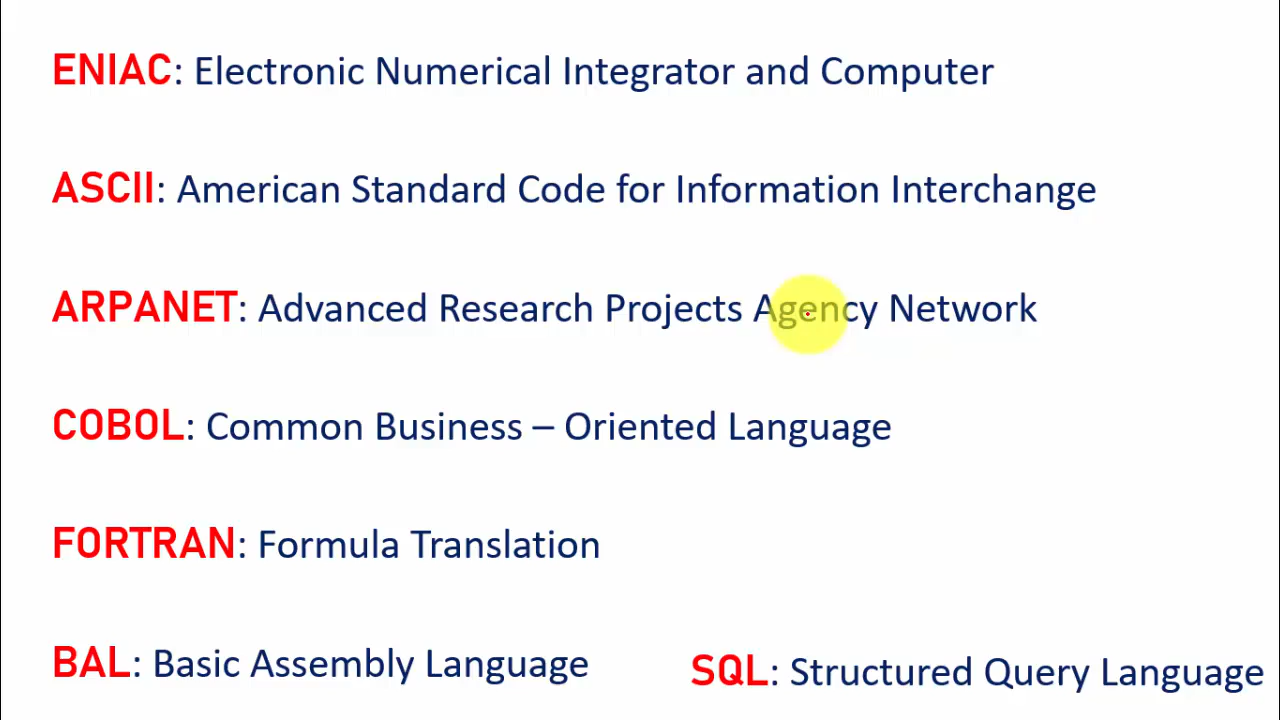 ENIAC: Electronic Numerical Integrator and Computer
ASCII: American Standard Code for Information Interchange
ARPANET: Advanced Research Projects Agency Network
COBOL: Common Business – Oriented Language
FORTRAN: Formula Translation
BAL: Basic Assembly Language
SQL: Structured Query Language